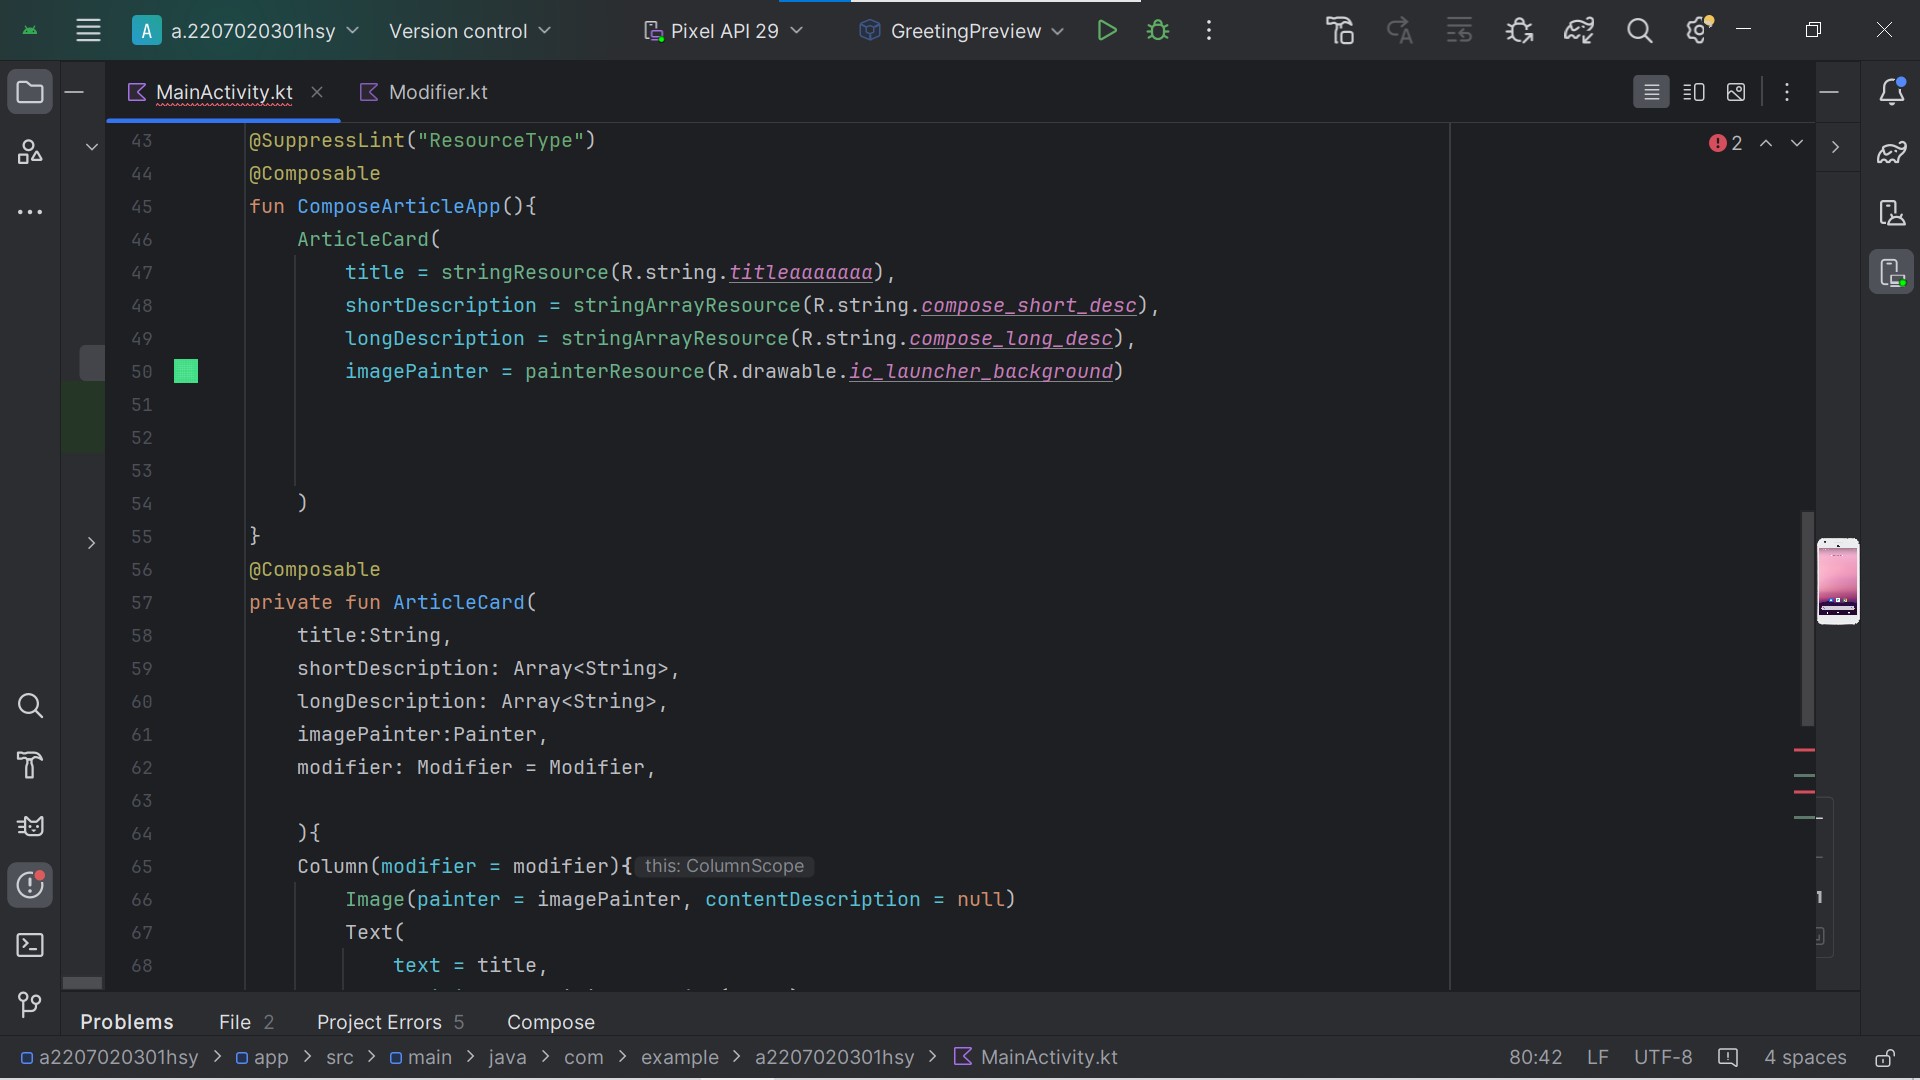 A a.2207020301hsy Version control Pixel API 29 GreetingPreview
MainActivity.kt Modifier.kt
43 @SuppressLint("ResourceType") 2
44 @Composable
45 fun ComposeArticleApp(){
46 ArticleCard(
47 title = stringResource(R.string.titleaaaaaaa),
48 shortDescription = stringArrayResource(R.string.compose_short_desc),
49 longDescription = stringArrayResource(R.string.compose_long_desc),
50 imagePainter = painterResource(R.drawable.ic_launcher_background)
51
52
53
54 )
55 }
56 @Composable
57 private fun ArticleCard(
58 title:String,
59 shortDescription: Array<String>,
60 longDescription: Array<String>,
61 imagePainter:Painter,
62 modifier: Modifier = Modifier,
63
64 ){
65 Column(modifier = modifier){ this: ColumnScope
66 Image(painter = imagePainter, contentDescription = null)
67 Text(
68 text = title,
Problems File 2 Project Errors 5 Compose
a2207020301hsy > app > src > main > java > com > example > a2207020301hsy > MainActivity.kt 80:42 LF UTF-8 4 spaces